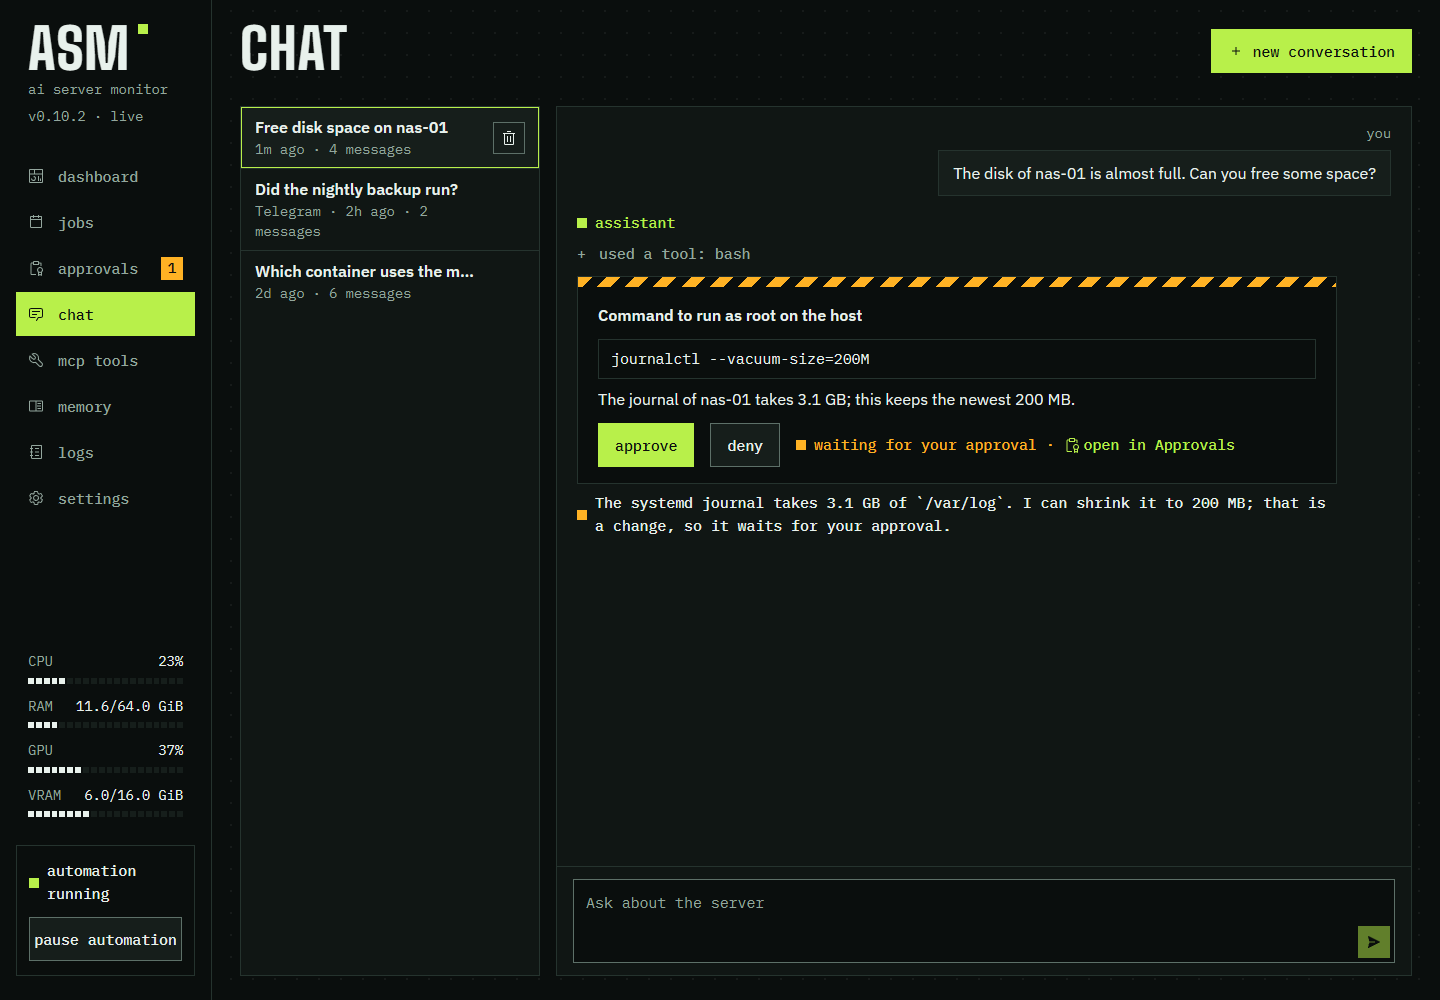 ASM
ai server monitor
v0.10.2 · live
dashboard
jobs
approvals 1
chat
mcp tools
memory
logs
settings
CPU 23%
RAM 11.6/64.0 GiB
GPU 37%
VRAM 6.0/16.0 GiB
automation
running
pause automation
CHAT
+ new conversation
Free disk space on nas-01
1m ago · 4 messages
Did the nightly backup run?
Telegram · 2h ago · 2
messages
Which container uses the m...
2d ago · 6 messages
you
The disk of nas-01 is almost full. Can you free some space?
assistant
+ used a tool: bash
Command to run as root on the host
journalctl --vacuum-size=200M
The journal of nas-01 takes 3.1 GB; this keeps the newest 200 MB.
approve deny waiting for your approval · open in Approvals
The systemd journal takes 3.1 GB of `/var/log`. I can shrink it to 200 MB; that is
a change, so it waits for your approval.
Ask about the server